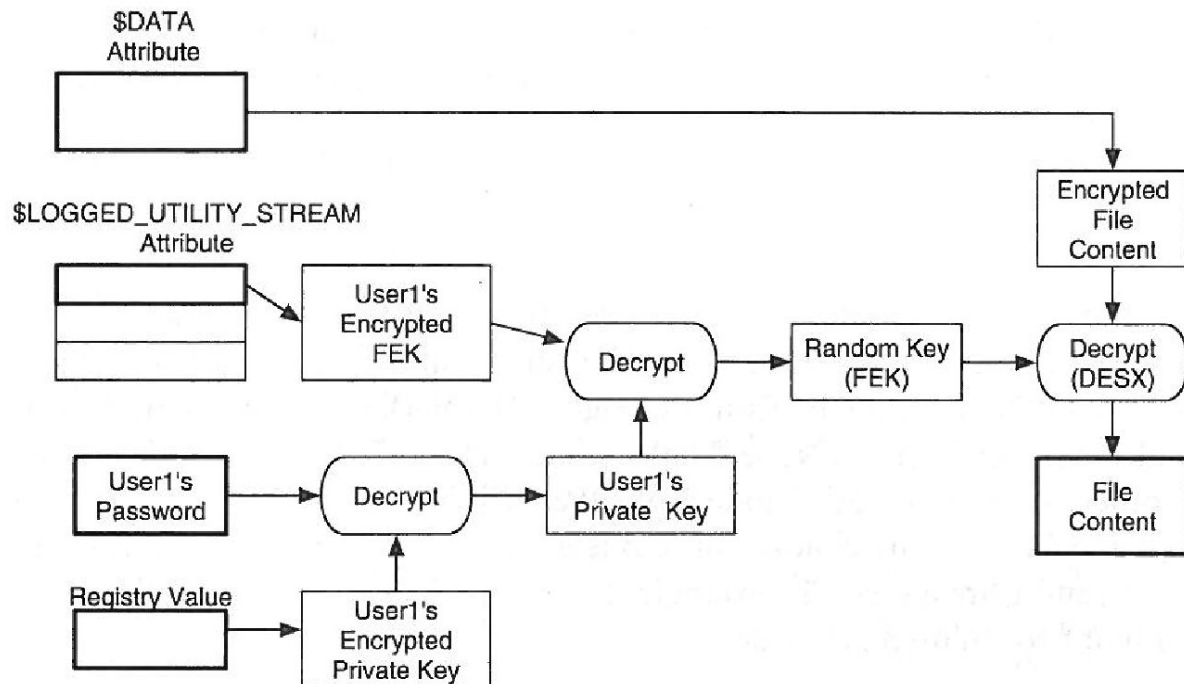 $DATA
Attribute
Encrypted
File
Content
$LOGGED_UTILITY_STREAM
Attribute
User1's
Encrypted
FEK
Decrypt
Random Key
(FEK)
Decrypt
(DESX)
User1's
Password
Decrypt
User1's
Private Key
File
Content
Registry Value
User1's
Encrypted
Private Key